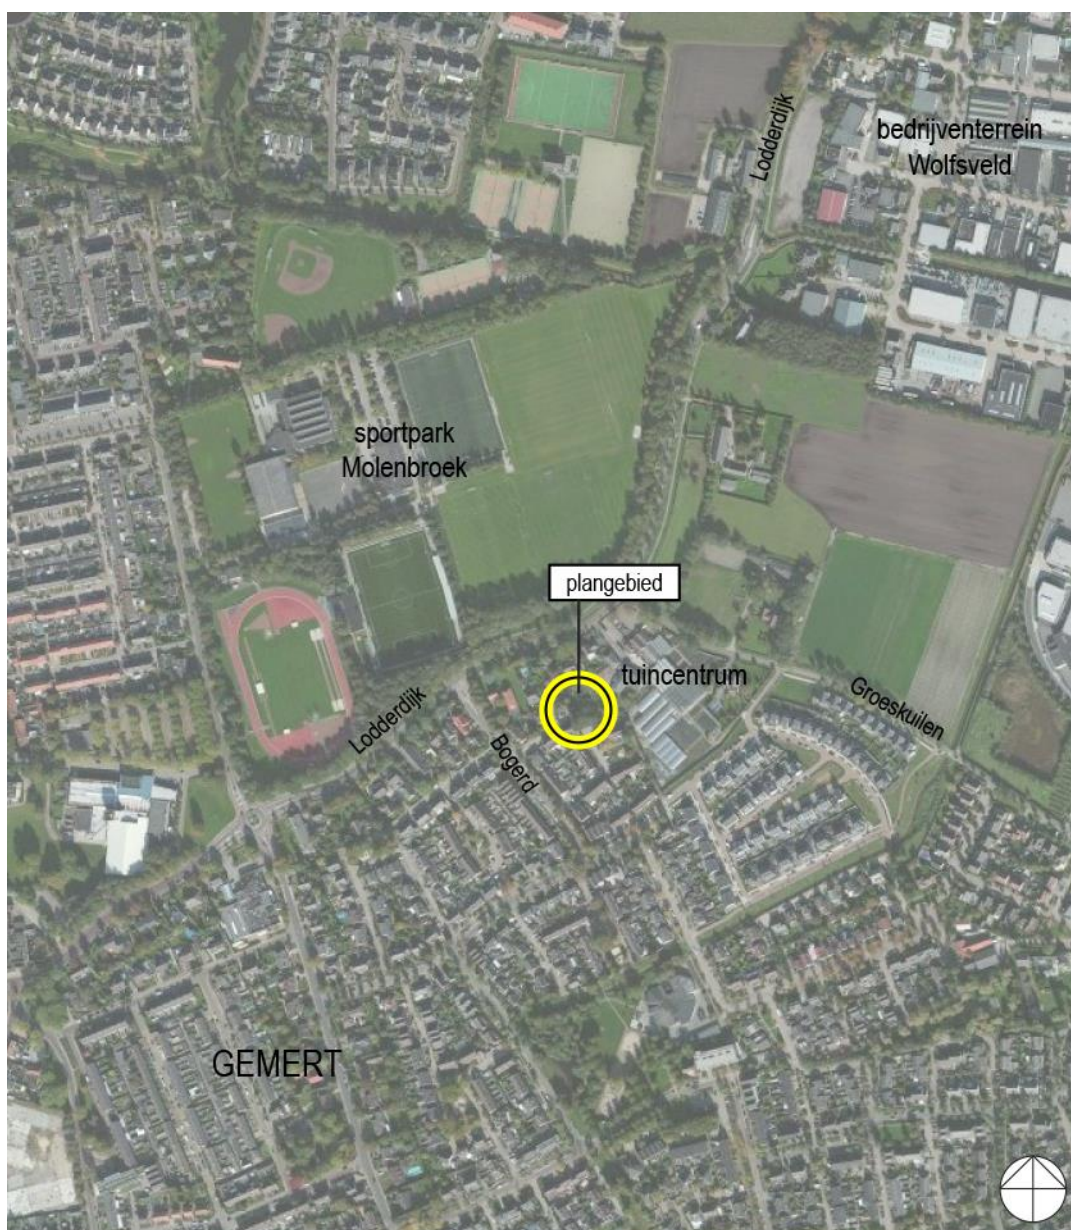 Lodderdijk
bedrijventerrein
Wolfsveld
sportpark
Molenbroek
plangebied
tuincentrum
Groeskuilen
Lodderdijk
Bogerd
GEMERT